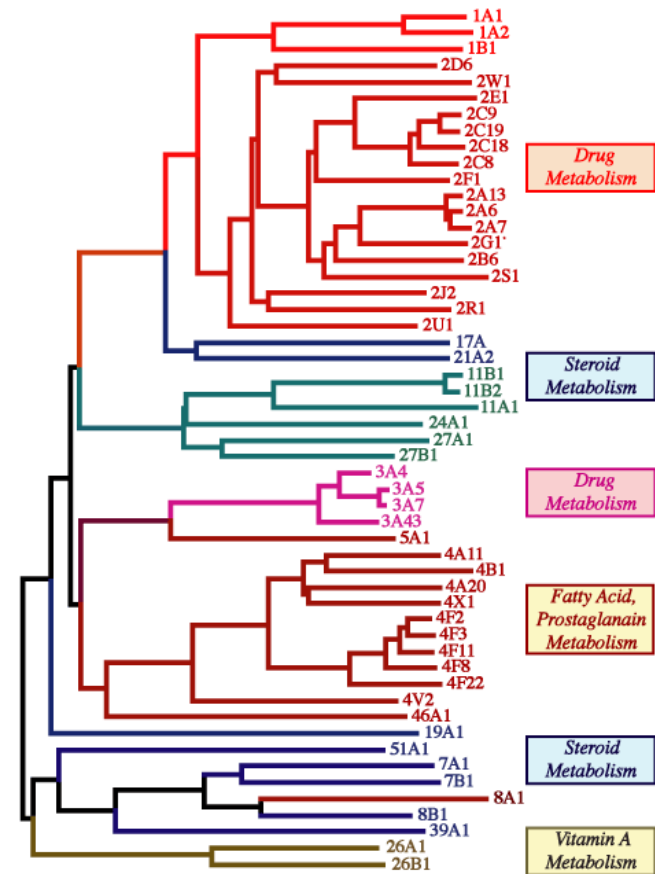 1A1
1A2
1B1
2D6
2W1
2E1
2C9
2C19
2C18
2C8
2F1
2A13
2A6
2A7
2G1
2B6
2S1
2J2
2R1
2U1
17A
21A2
11B1
11B2
11A1
24A1
27A1
27B1
3A4
3A5
3A7
3A43
5A1
4A11
4B1
4A20
4X1
4F2
4F3
4F11
4F8
4F22
4V2
46A1
19A1
51A1
7A1
7B1
8A1
8B1
39A1
26A1
26B1
Drug
Metabolism
Steroid
Metabolism
Drug
Metabolism
Fatty Acid,
Prostaglanain
Metabolism
Steroid
Metabolism
Vitamin A
Metabolism